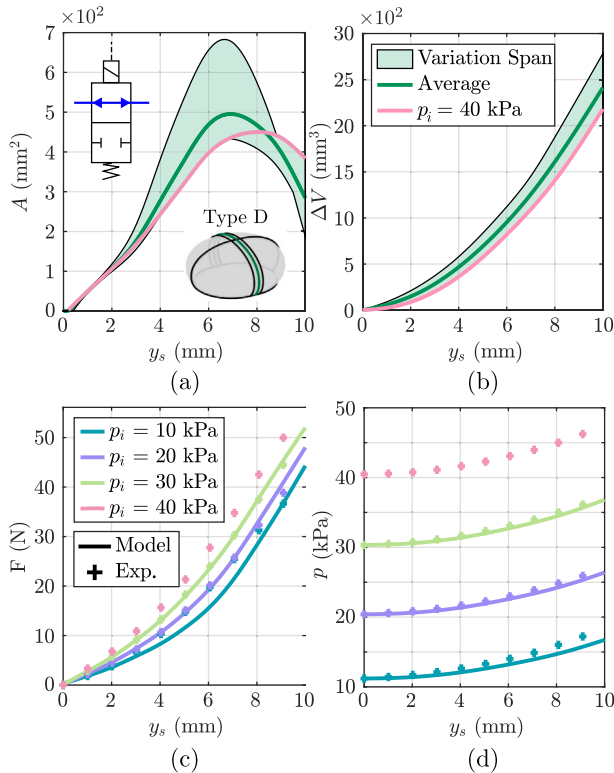 ×10²
7
6
5
4
3
2
1
0
A (mm²)
Type D
0 2 4 6 8 10
yₛ (mm)
(a)
×10²
30
25
20
15
10
5
0
ΔV (mm³)
Variation Span
Average
pᵢ = 40 kPa
0 2 4 6 8 10
yₛ (mm)
(b)
50
40
30
20
10
0
F (N)
pᵢ = 10 kPa
pᵢ = 20 kPa
pᵢ = 30 kPa
pᵢ = 40 kPa
Model
Exp.
0 2 4 6 8 10
yₛ (mm)
(c)
50
40
30
20
10
p (kPa)
0 2 4 6 8 10
yₛ (mm)
(d)